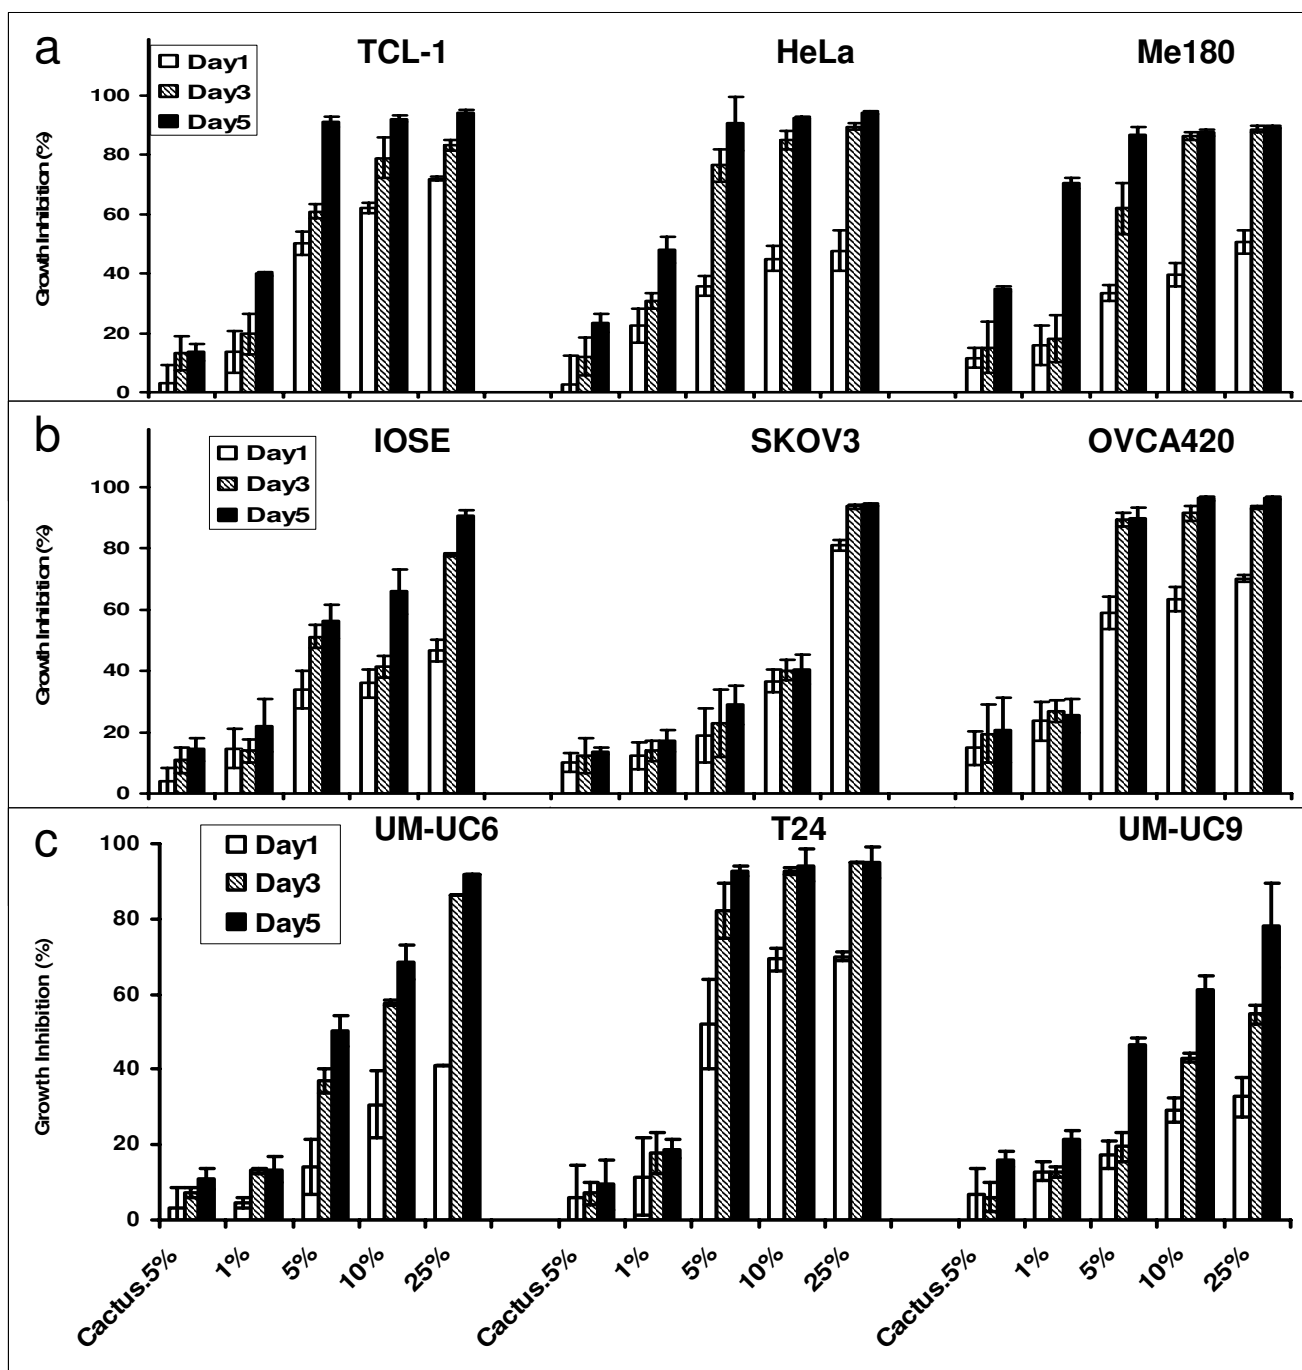 a
TCL-1
HeLa
Me180
Day1
Day3
Day5
100
80
60
40
20
0
Growth Inhibition (%)
b
IOSE
SKOV3
OVCA420
Day1
Day3
Day5
100
80
60
40
20
0
Growth Inhibition (%)
c
UM-UC6
T24
UM-UC9
Day1
Day3
Day5
100
80
60
40
20
0
Growth Inhibition (%)
Cactus.5%
1%
5%
10%
25%
Cactus.5%
1%
5%
10%
25%
Cactus.5%
1%
5%
10%
25%